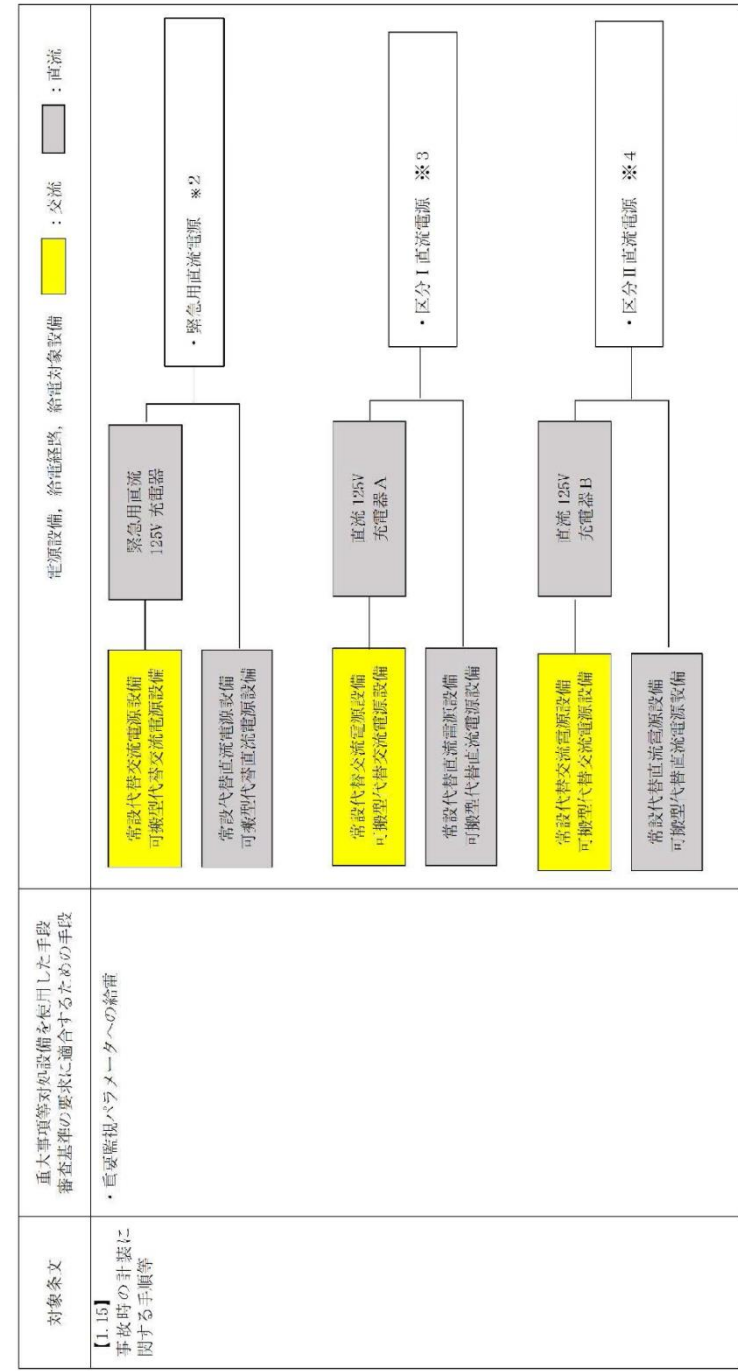 対象条文
重大事項等対処設備を使用した手段
審査基準の要求に適合するための手段
電源設備，給電経路，給電対象設備
：交流
：直流
【1.15】
事故時の計装に
関する手順等
・重要監視パラメータへの給電
常設代替交流電源設備
可搬型代替交流電源設備
緊急用直流
125V 充電器
常設代替直流電源設備
可搬型代替直流電源設備
・緊急用直流電源　※2
常設代替交流電源設備
可搬型代替交流電源設備
直流 125V
充電器A
常設代替直流電源設備
可搬型代替直流電源設備
・区分Ⅰ直流電源　※3
常設代替交流電源設備
可搬型代替交流電源設備
直流 125V
充電器B
常設代替直流電源設備
可搬型代替直流電源設備
・区分Ⅱ直流電源　※4